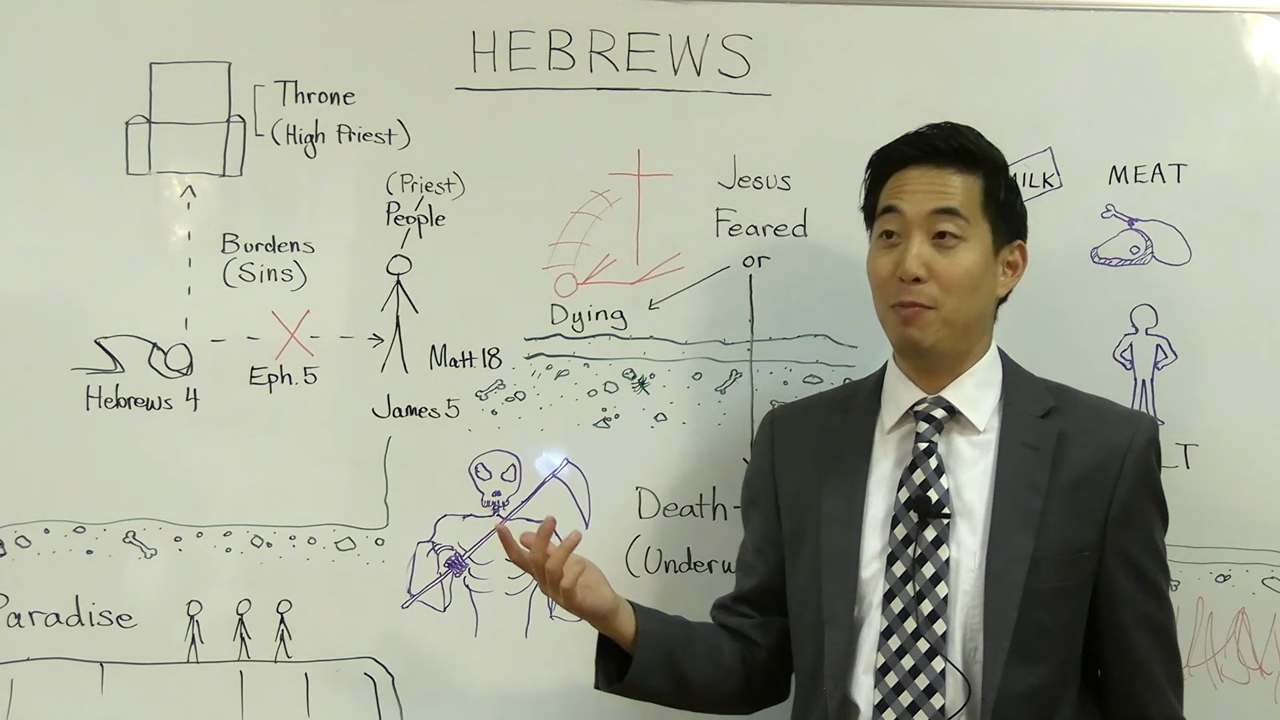 HEBREWS
Throne
(High Priest)
(Priest)
People
Burdens
(Sins)
Eph. 5
Hebrews 4
Matt. 18
James 5
Jesus
Feared
or
Dying
MILK
MEAT
Death-
Paradise